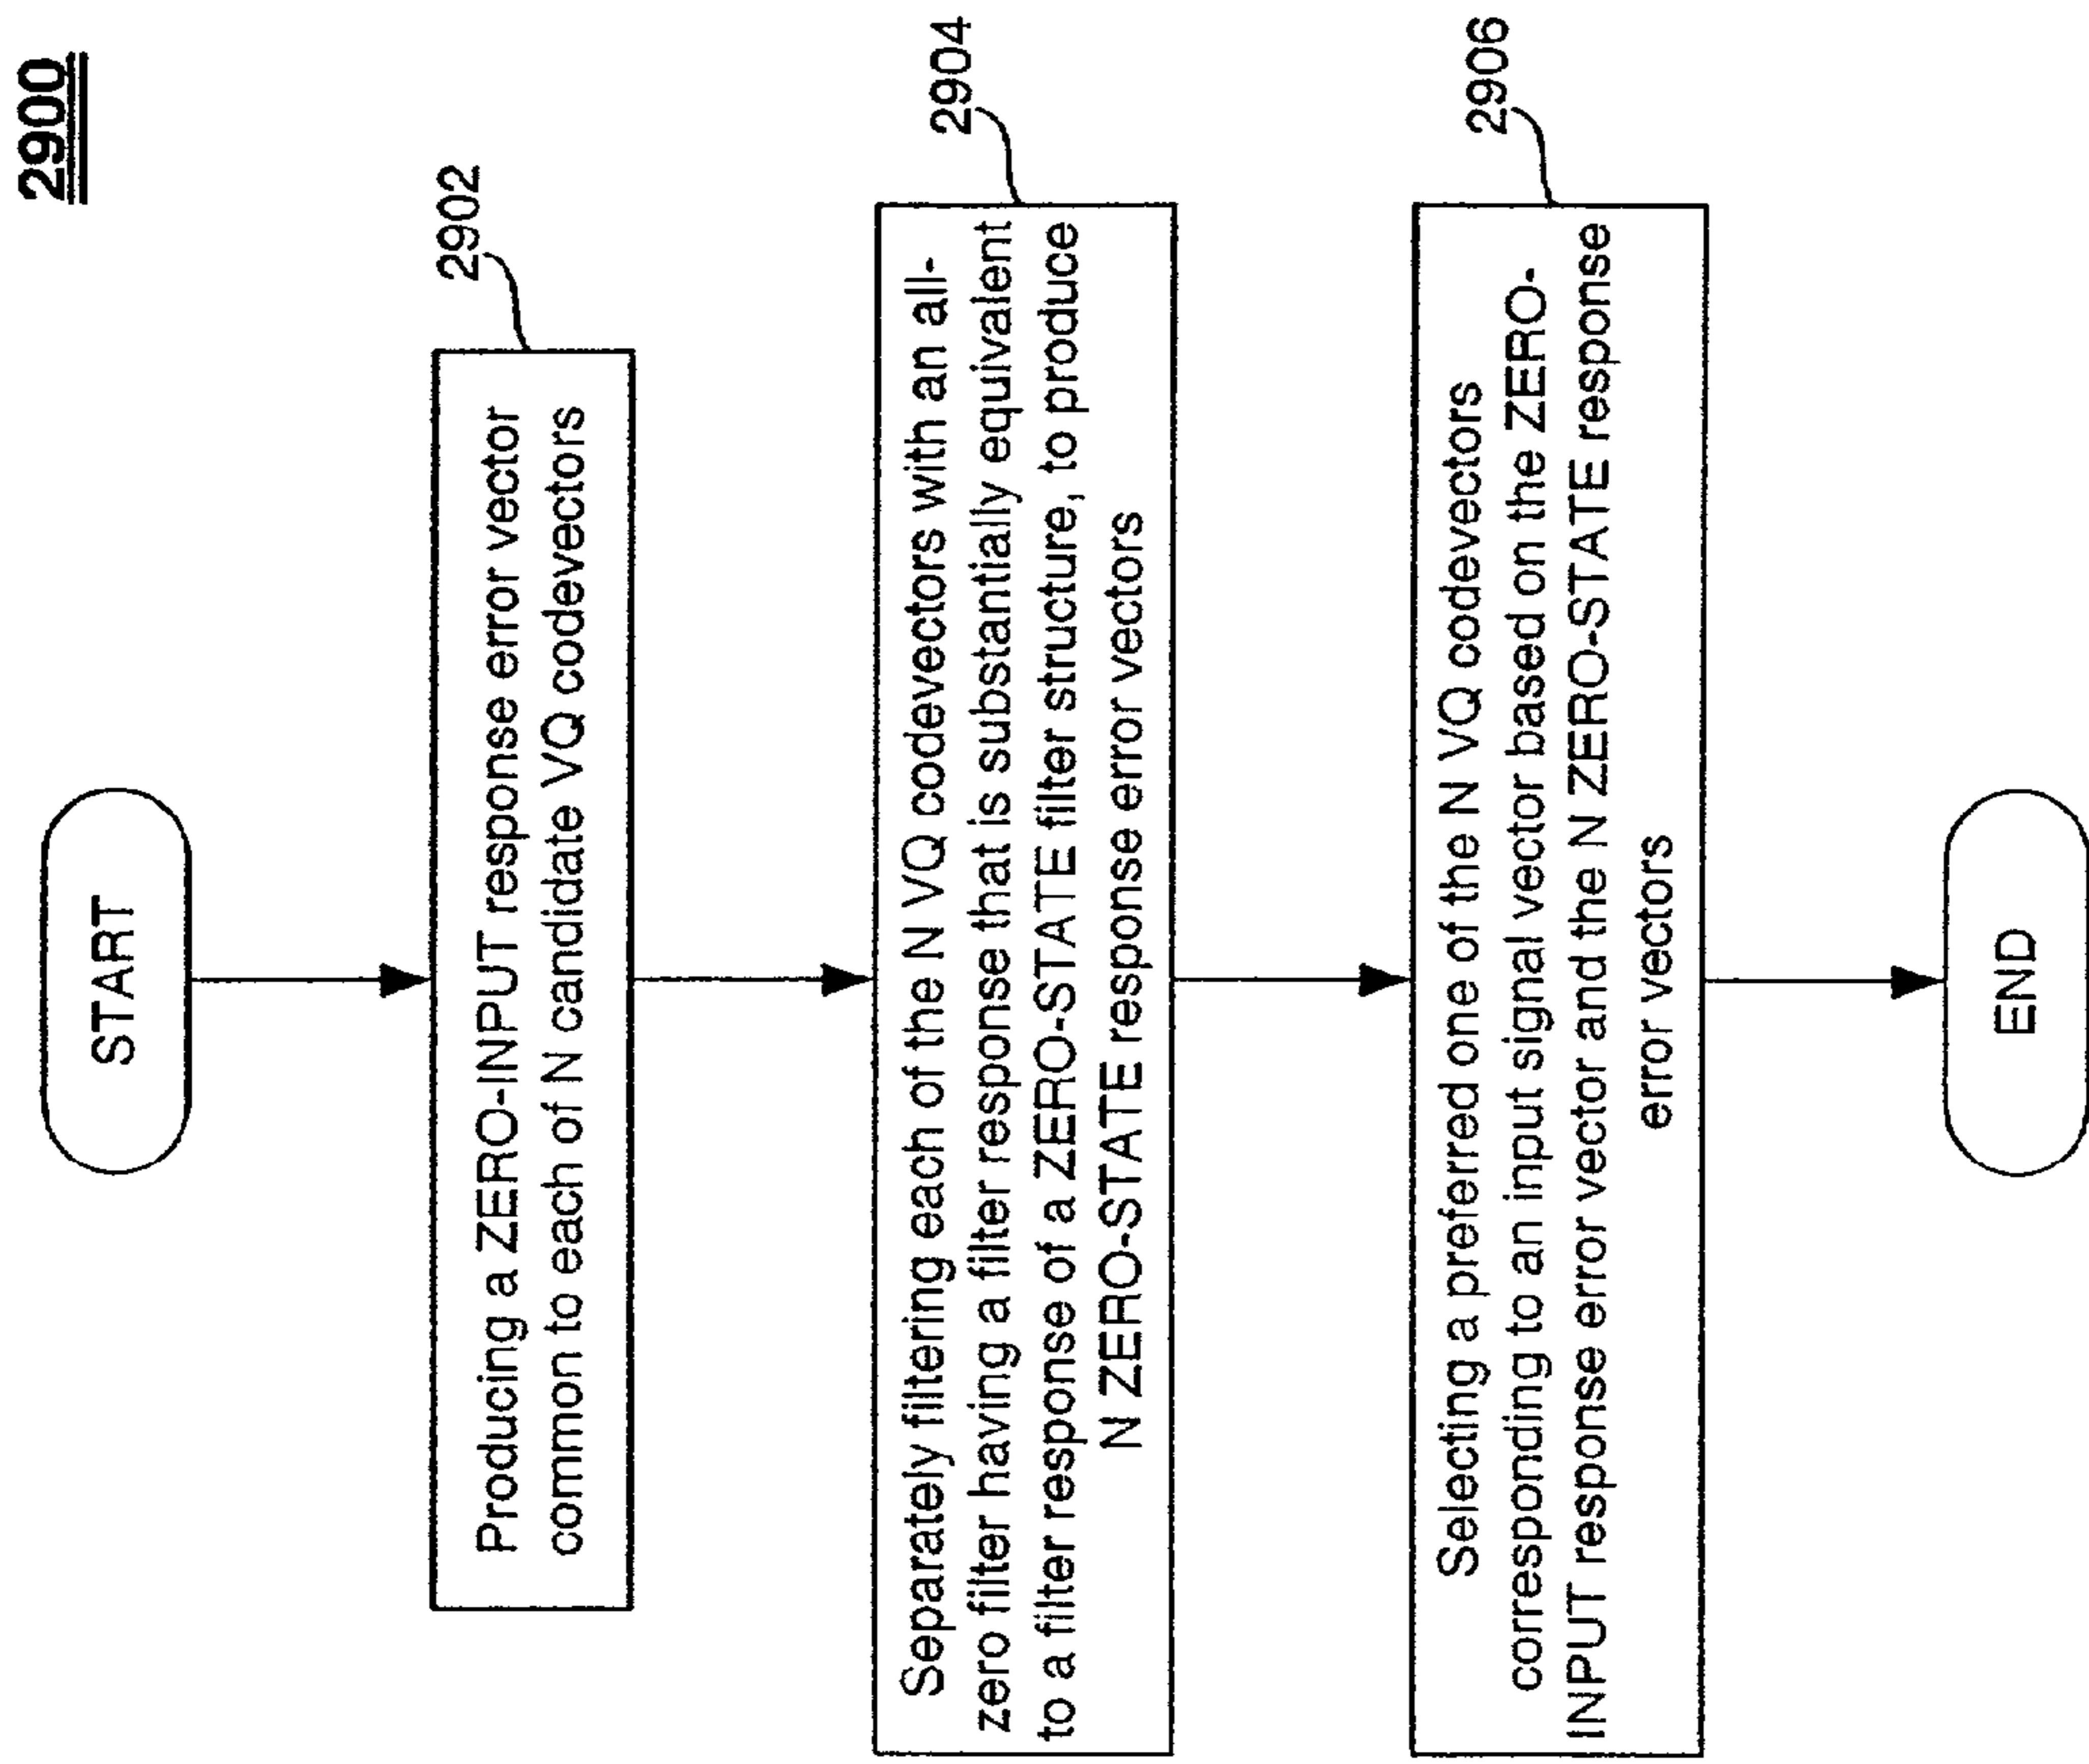 2900
START
2902
Producing a ZERO-INPUT response error vector
common to each of N candidate VQ codevectors
2904
Separately filtering each of the N VQ codevectors with an all-
zero filter having a filter response that is substantially equivalent
to a filter response of a ZERO-STATE filter structure, to produce
N ZERO-STATE response error vectors
2906
Selecting a preferred one of the N VQ codevectors
corresponding to an input signal vector based on the ZERO-
INPUT response error vector and the N ZERO-STATE response
error vectors
END